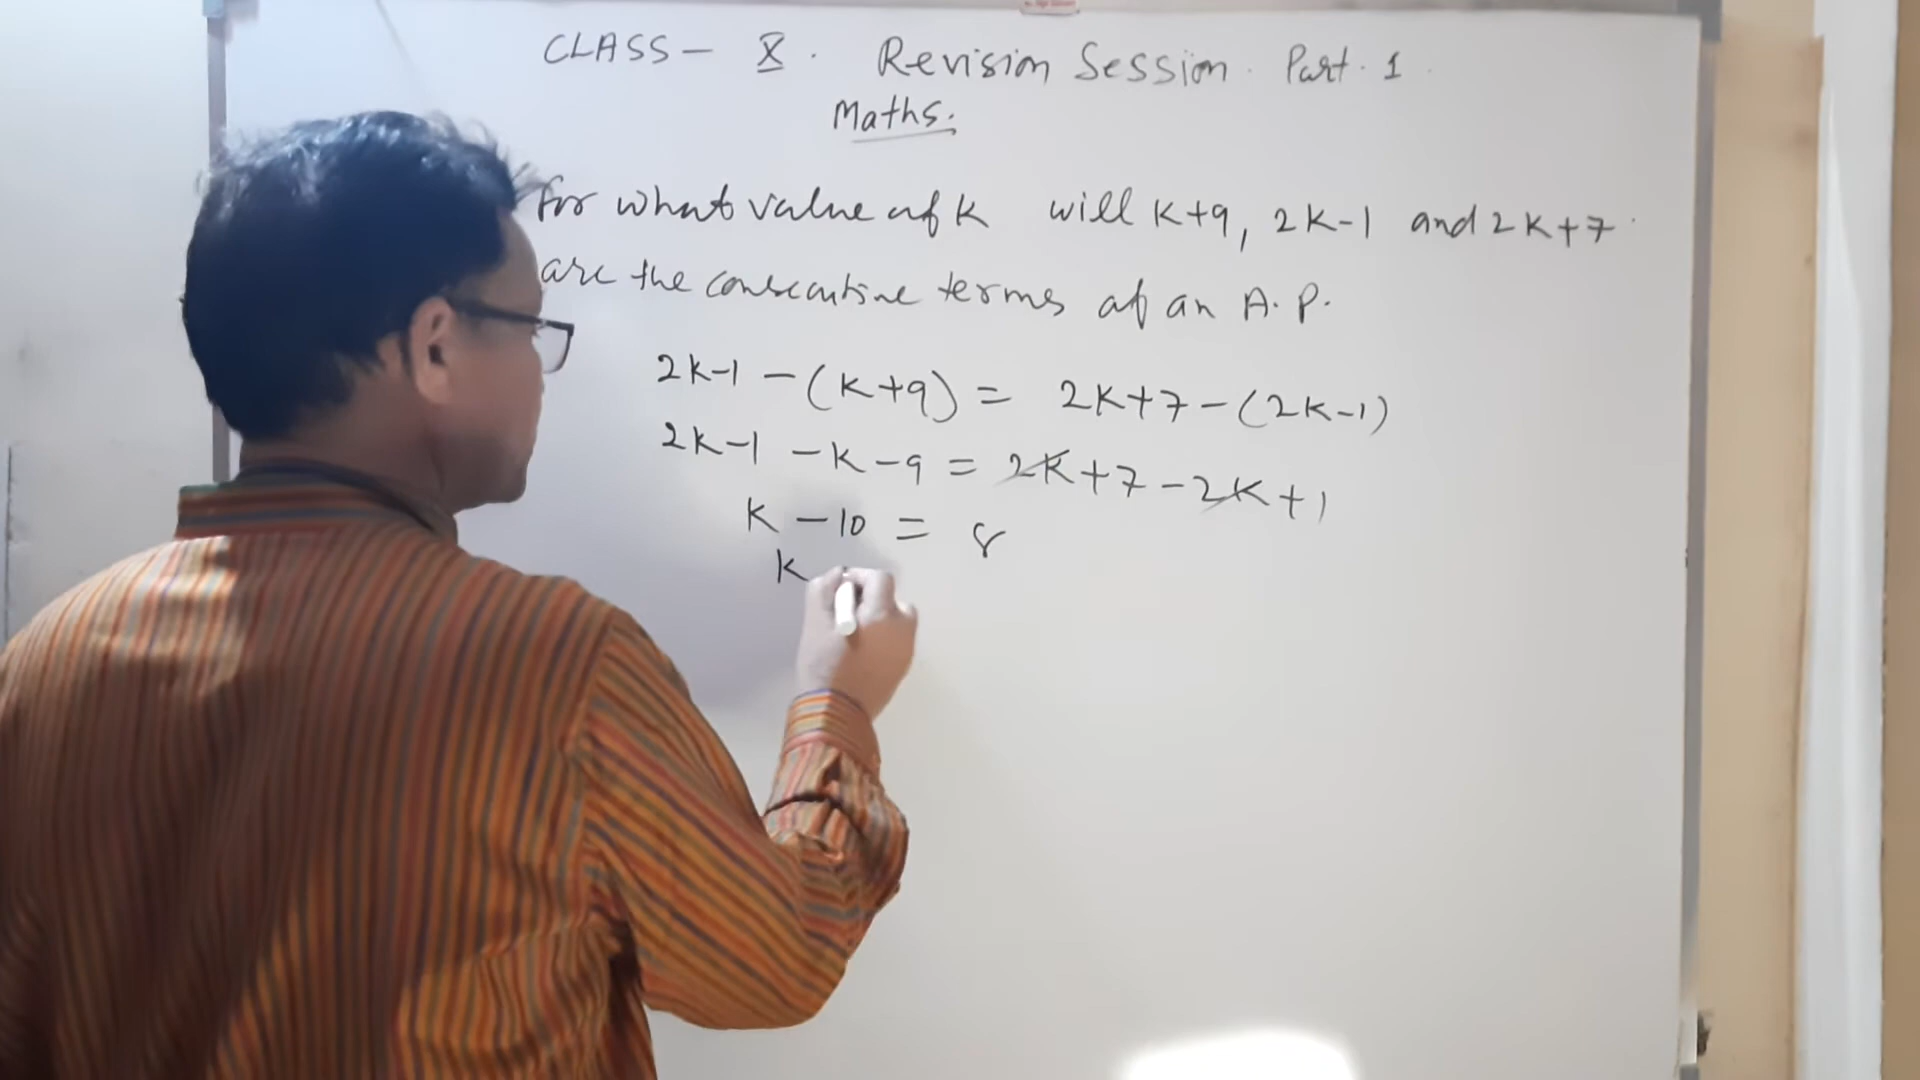 CLASS - X. Revision Session. Part. 1.
Maths.
for what value of K will K+9, 2K-1 and 2K+7.
are the consecutive terms of an A.P.
2K-1 - (K+9) = 2K+7-(2K-1)
2K-1 -K-9 = 2K+7-2K+1
K -10 = 8
K